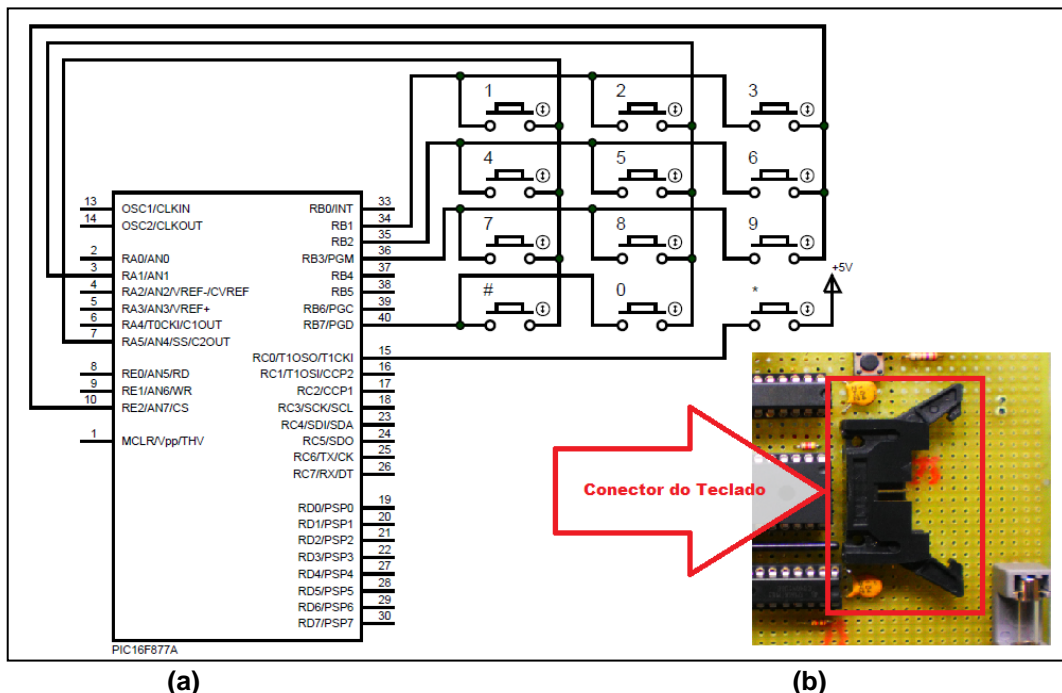 1
2
3
4
5
6
7
8
9
#
0
*
+5V
13 OSC1/CLKIN
14 OSC2/CLKOUT
2 RA0/AN0
3 RA1/AN1
4 RA2/AN2/VREF-/CVREF
5 RA3/AN3/VREF+
6 RA4/T0CKI/C1OUT
7 RA5/AN4/SS/C2OUT
8 RE0/AN5/RD
9 RE1/AN6/WR
10 RE2/AN7/CS
1 MCLR/Vpp/THV
RB0/INT 33
RB1 34
RB2 35
RB3/PGM 36
RB4 37
RB5 38
RB6/PGC 39
RB7/PGD 40
RC0/T1OSO/T1CKI 15
RC1/T1OSI/CCP2 16
RC2/CCP1 17
RC3/SCK/SCL 18
RC4/SDI/SDA 23
RC5/SDO 24
RC6/TX/CK 25
RC7/RX/DT 26
RD0/PSP0 19
RD1/PSP1 20
RD2/PSP2 21
RD3/PSP3 22
RD4/PSP4 27
RD5/PSP5 28
RD6/PSP6 29
RD7/PSP7 30
PIC16F877A
Conector do Teclado
(a)
(b)